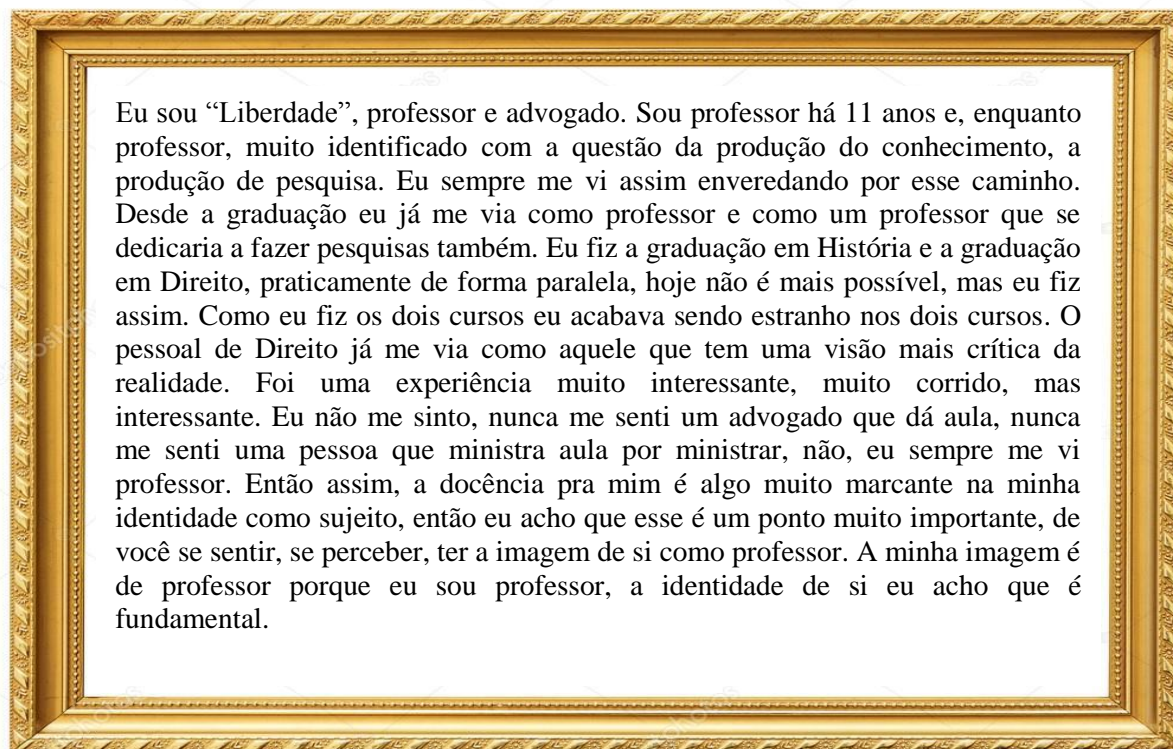 Eu sou “Liberdade”, professor e advogado. Sou professor há 11 anos e, enquanto
professor, muito identificado com a questão da produção do conhecimento, a
produção de pesquisa. Eu sempre me vi assim enveredando por esse caminho.
Desde a graduação eu já me via como professor e como um professor que se
dedicaria a fazer pesquisas também. Eu fiz a graduação em História e a graduação
em Direito, praticamente de forma paralela, hoje não é mais possível, mas eu fiz
assim. Como eu fiz os dois cursos eu acabava sendo estranho nos dois cursos. O
pessoal de Direito já me via como aquele que tem uma visão mais crítica da
realidade. Foi uma experiência muito interessante, muito corrido, mas
interessante. Eu não me sinto, nunca me senti um advogado que dá aula, nunca
me senti uma pessoa que ministra aula por ministrar, não, eu sempre me vi
professor. Então assim, a docência pra mim é algo muito marcante na minha
identidade como sujeito, então eu acho que esse é um ponto muito importante, de
você se sentir, se perceber, ter a imagem de si como professor. A minha imagem é
de professor porque eu sou professor, a identidade de si eu acho que é
fundamental.